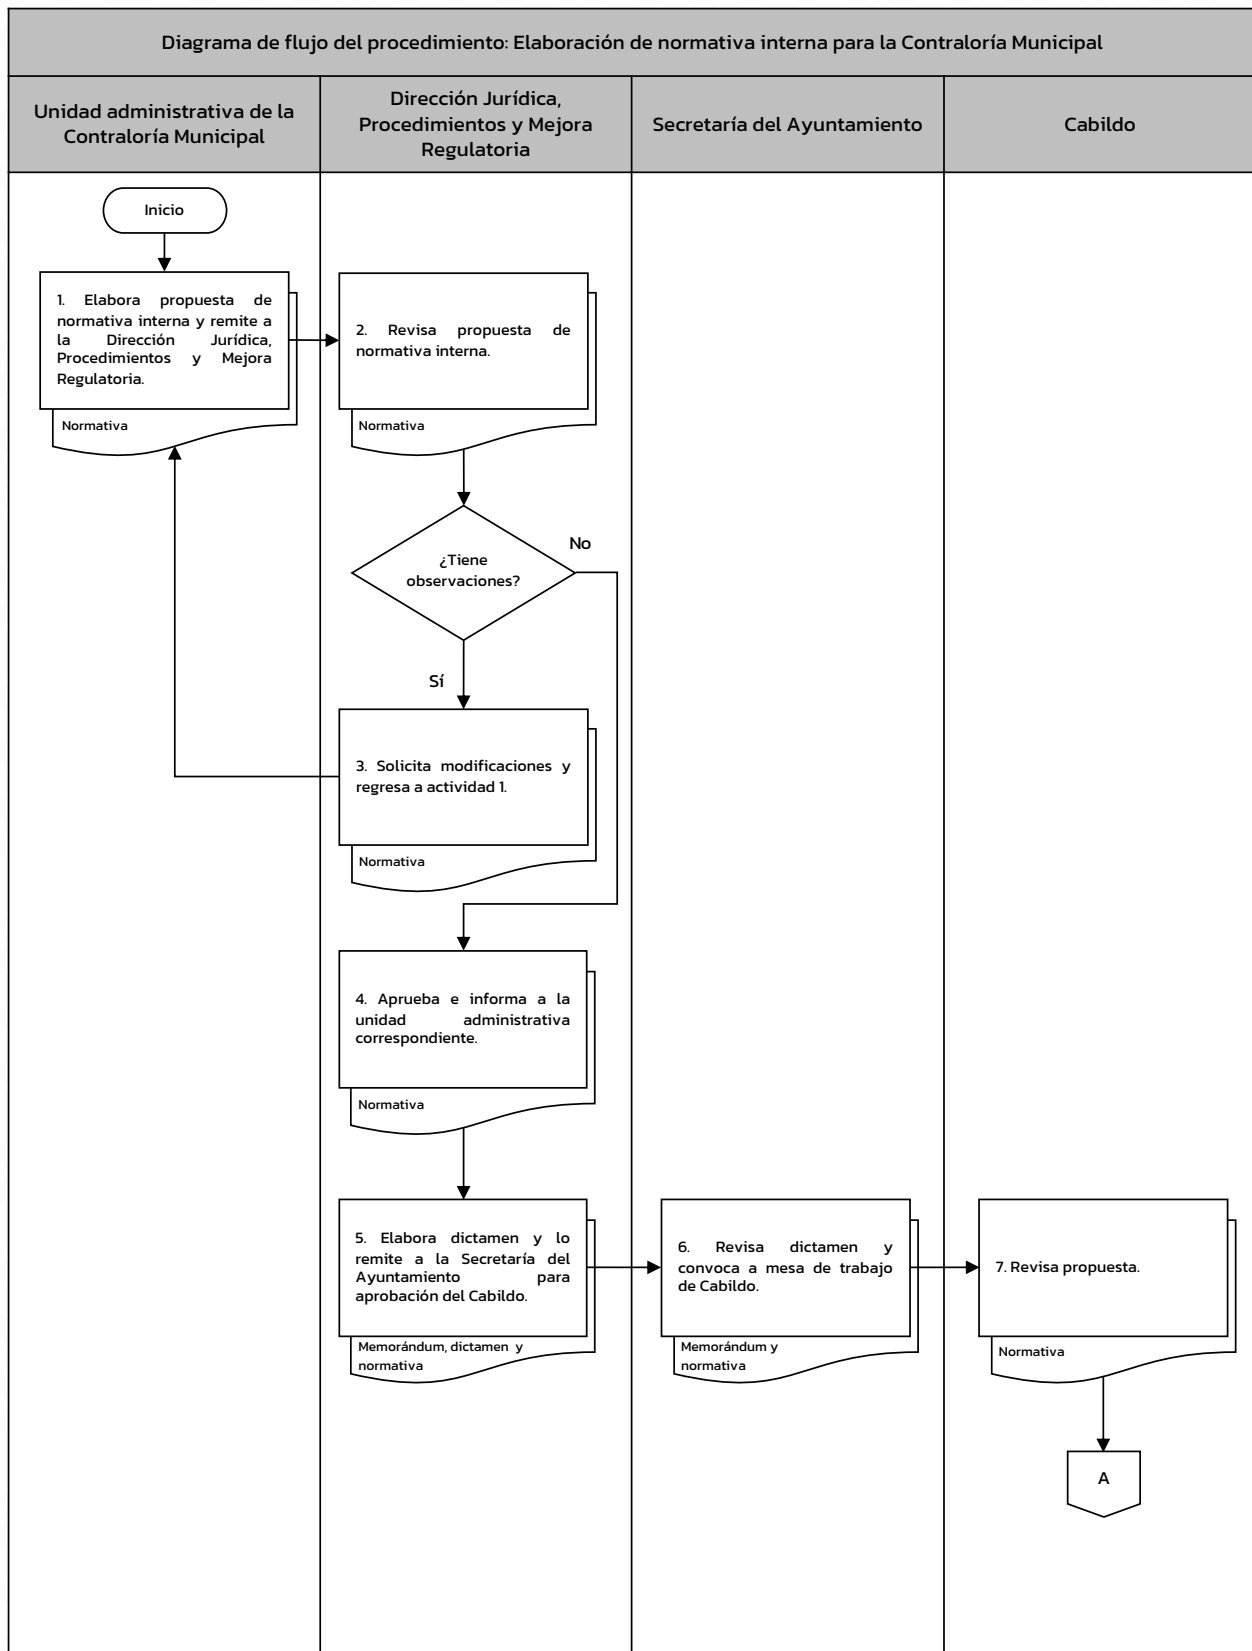 Diagrama de flujo del procedimiento: Elaboración de normativa interna para la Contraloría Municipal
Unidad administrativa de la
Contraloría Municipal
Dirección Jurídica,
Procedimientos y Mejora
Regulatoria
Secretaría del Ayuntamiento
Cabildo
Inicio
1. Elabora propuesta de
normativa interna y remite a
la Dirección Jurídica,
Procedimientos y Mejora
Regulatoria.
Normativa
2. Revisa propuesta de
normativa interna.
Normativa
¿Tiene
observaciones?
No
Sí
3. Solicita modificaciones y
regresa a actividad 1.
Normativa
4. Aprueba e informa a la
unidad administrativa
correspondiente.
Normativa
5. Elabora dictamen y lo
remite a la Secretaría del
Ayuntamiento para
aprobación del Cabildo.
Memorándum, dictamen y
normativa
6. Revisa dictamen y
convoca a mesa de trabajo
de Cabildo.
Memorándum y
normativa
7. Revisa propuesta.
Normativa
A